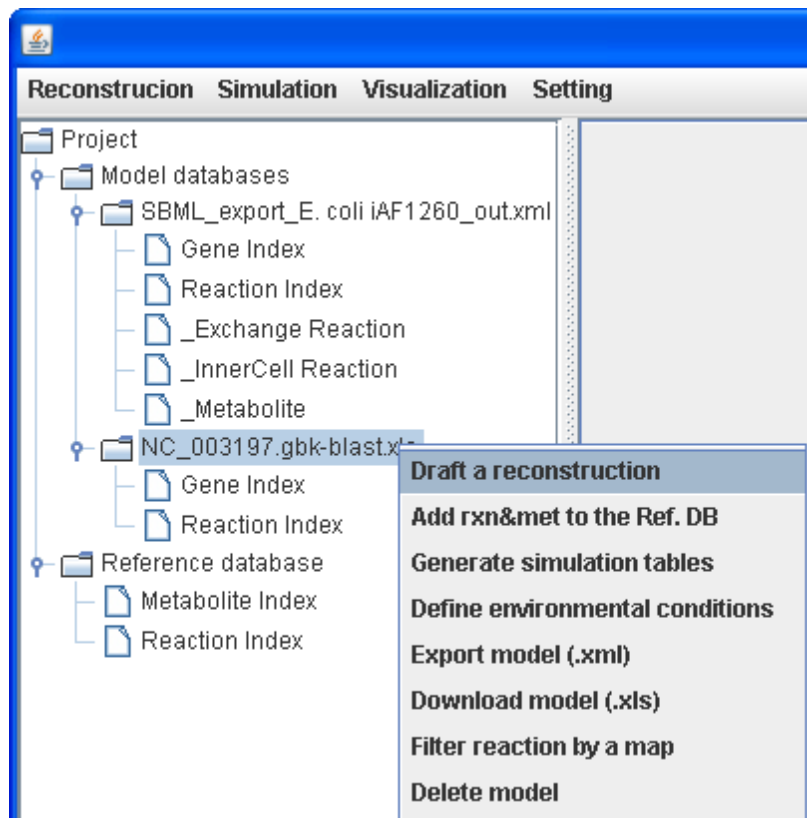 Reconstrucion Simulation Visualization Setting
Project
Model databases
SBML_export_E. coli iAF1260_out.xml
Gene Index
Reaction Index
_Exchange Reaction
_InnerCell Reaction
_Metabolite
NC_003197.gbk-blast.xls
Gene Index
Reaction Index
Reference database
Metabolite Index
Reaction Index
Draft a reconstruction
Add rxn&met to the Ref. DB
Generate simulation tables
Define environmental conditions
Export model (.xml)
Download model (.xls)
Filter reaction by a map
Delete model